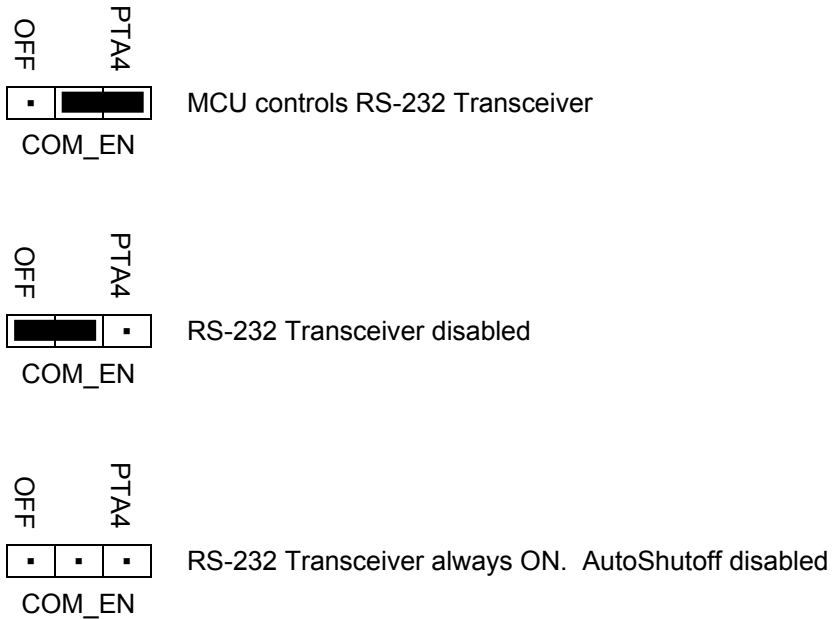 OFF PTA4
MCU controls RS-232 Transceiver
COM_EN
OFF PTA4
RS-232 Transceiver disabled
COM_EN
OFF PTA4
RS-232 Transceiver always ON.  AutoShutoff disabled
COM_EN